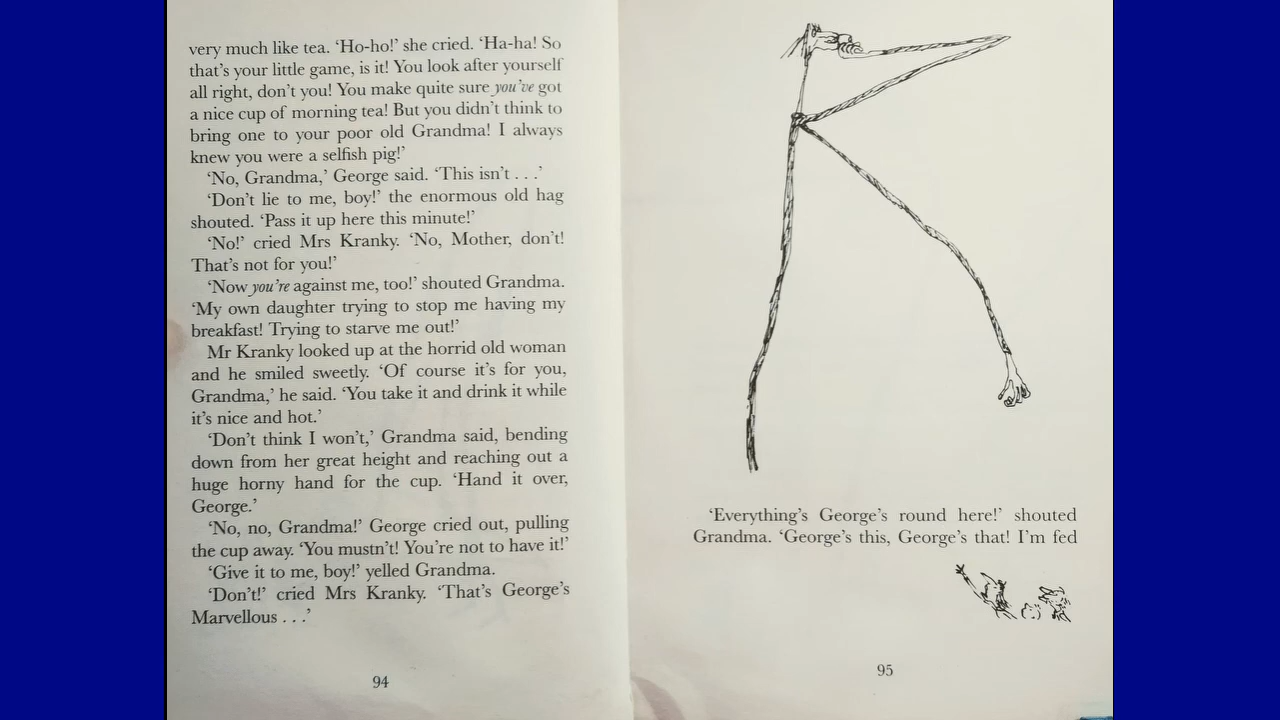 very much like tea. ‘Ho-ho!’ she cried. ‘Ha-ha! So
that’s your little game, is it! You look after yourself
all right, don’t you! You make quite sure you’ve got
a nice cup of morning tea! But you didn’t think to
bring one to your poor old Grandma! I always
knew you were a selfish pig!’
‘No, Grandma,’ George said. ‘This isn’t . . .’
‘Don’t lie to me, boy!’ the enormous old hag
shouted. ‘Pass it up here this minute!’
‘No!’ cried Mrs Kranky. ‘No, Mother, don’t!
That’s not for you!’
‘Now you’re against me, too!’ shouted Grandma.
‘My own daughter trying to stop me having my
breakfast! Trying to starve me out!’
Mr Kranky looked up at the horrid old woman
and he smiled sweetly. ‘Of course it’s for you,
Grandma,’ he said. ‘You take it and drink it while
it’s nice and hot.’
‘Don’t think I won’t,’ Grandma said, bending
down from her great height and reaching out a
huge horny hand for the cup. ‘Hand it over,
George.’
‘No, no, Grandma!’ George cried out, pulling
the cup away. ‘You mustn’t! You’re not to have it!’
‘Give it to me, boy!’ yelled Grandma.
‘Don’t!’ cried Mrs Kranky. ‘That’s George’s
Marvellous . . .’
94
‘Everything’s George’s round here!’ shouted
Grandma. ‘George’s this, George’s that! I’m fed
95